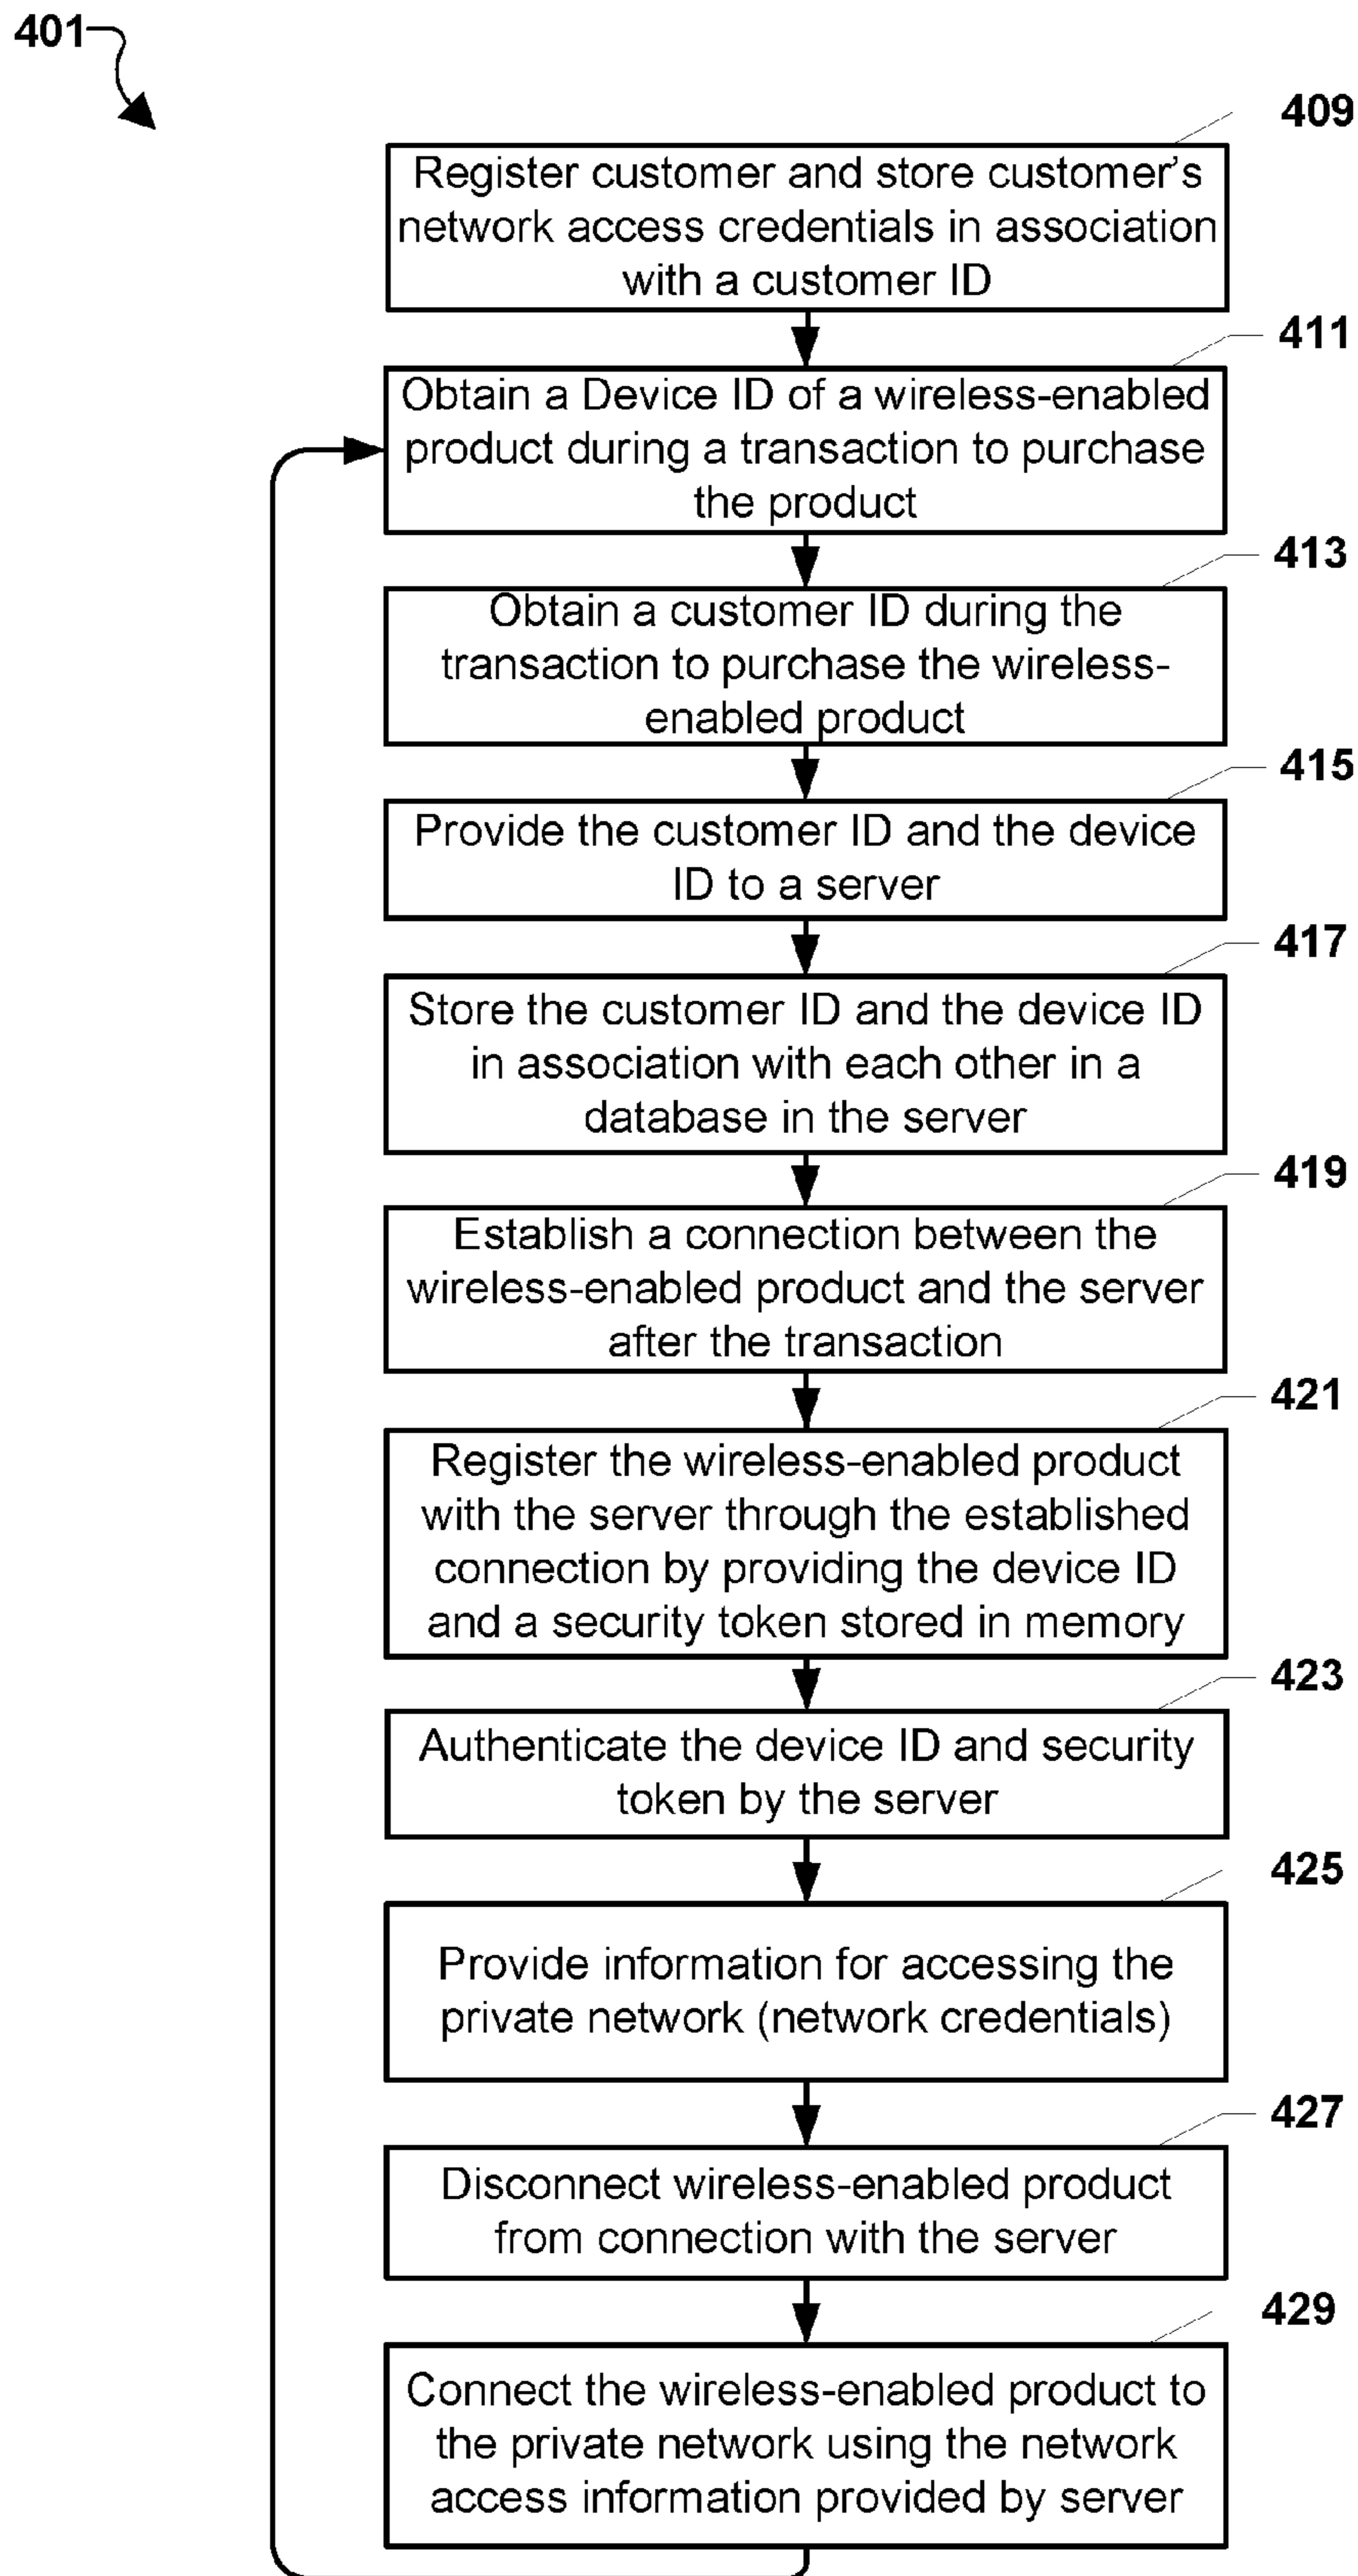 401
409
Register customer and store customer's
network access credentials in association
with a customer ID
411
Obtain a Device ID of a wireless-enabled
product during a transaction to purchase
the product
413
Obtain a customer ID during the
transaction to purchase the wireless-
enabled product
415
Provide the customer ID and the device
ID to a server
417
Store the customer ID and the device ID
in association with each other in a
database in the server
419
Establish a connection between the
wireless-enabled product and the server
after the transaction
421
Register the wireless-enabled product
with the server through the established
connection by providing the device ID
and a security token stored in memory
423
Authenticate the device ID and security
token by the server
425
Provide information for accessing the
private network (network credentials)
427
Disconnect wireless-enabled product
from connection with the server
429
Connect the wireless-enabled product to
the private network using the network
access information provided by server